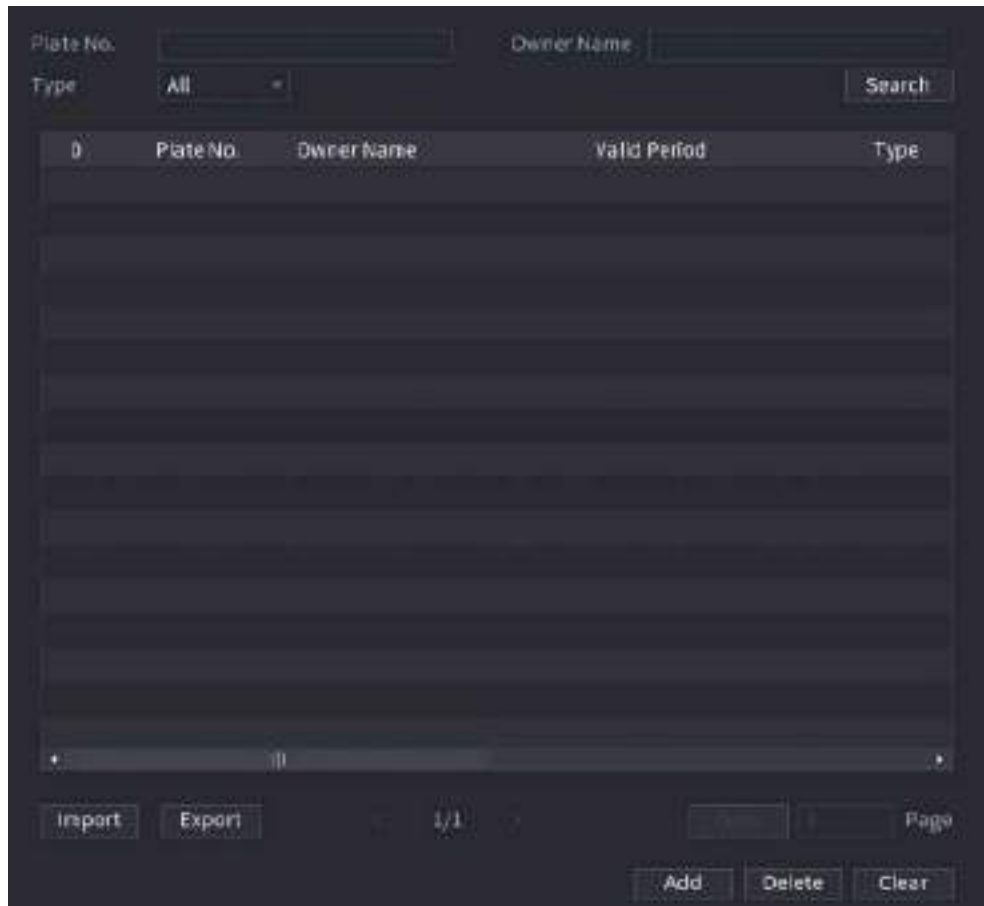 Plate No. Owner Name
Type All Search
0 Plate No. Owner Name Valid Period Type
Import Export 1/1 Page
Add Delete Clear